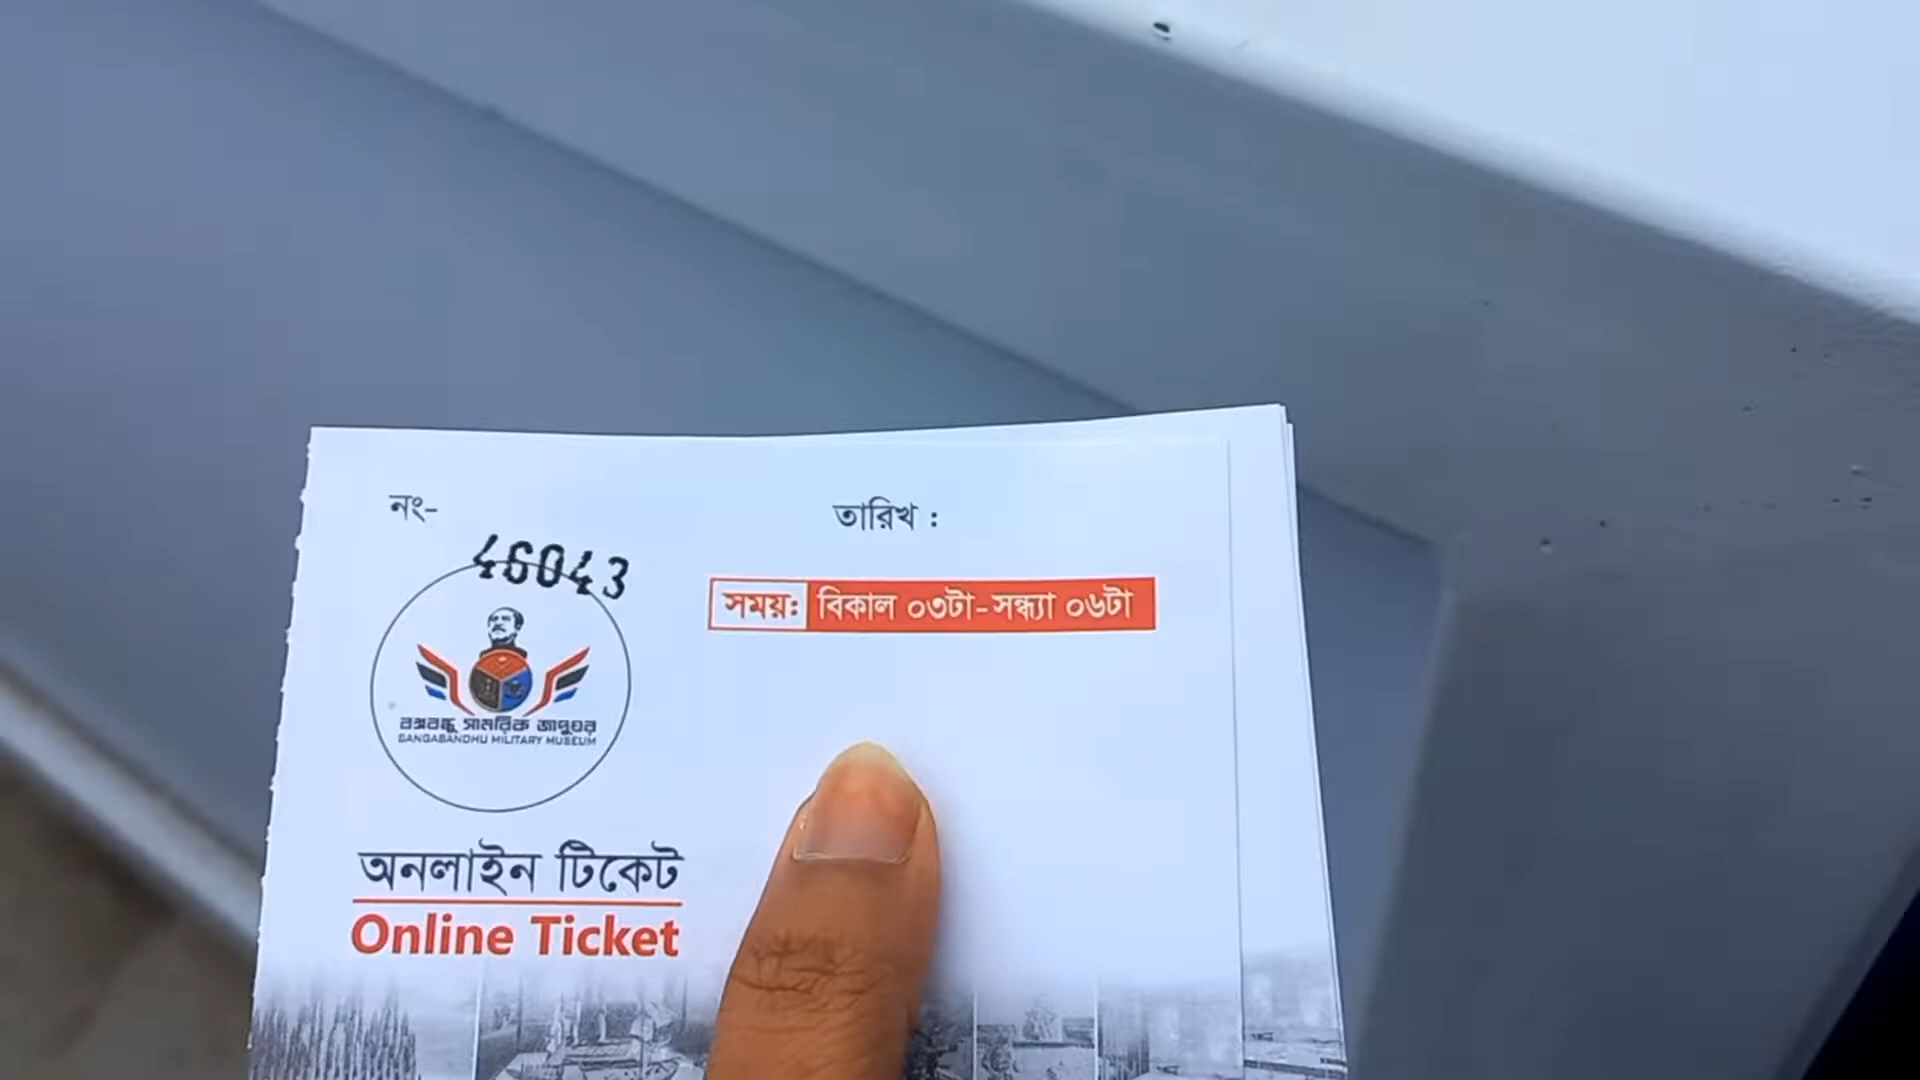 নং-
তারিখ :
46043
সময়: বিকাল ০৩টা-সন্ধ্যা ০৬টা
বঙ্গবন্ধু সামরিক জাদুঘর
BANGABANDHU MILITARY MUSEUM
অনলাইন টিকেট
Online Ticket